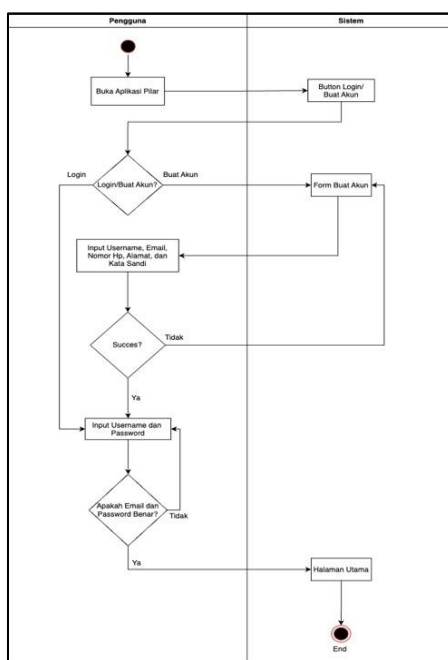 Pengguna
Sistem
Buka Aplikasi Pilar
Button Login/
Buat Akun
Login
Login/Buat Akun?
Buat Akun
Form Buat Akun
Input Username, Email,
Nomor Hp, Alamat, dan
Kata Sandi
Succes?
Tidak
Ya
Input Username dan
Password
Apakah Email dan
Password Benar?
Tidak
Ya
Halaman Utama
End